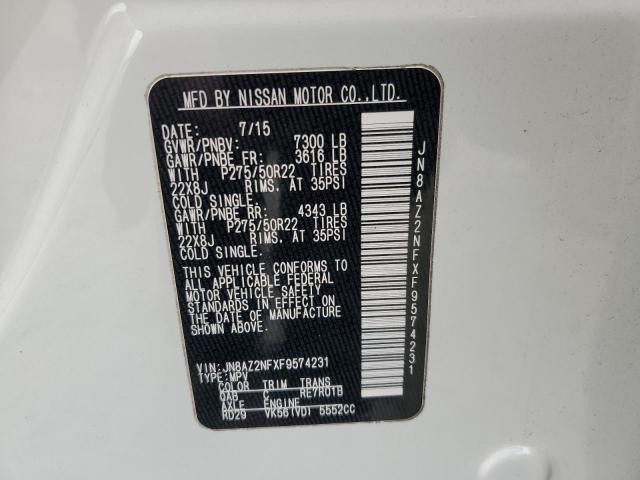 MFD BY NISSAN MOTOR CO.,LTD.
DATE: 7/15
GVWR/PNBV: 7300 LB
GAWR/PNBE FR: 3616 LB
WITH P275/50R22 TIRES
22X8J RIMS. AT 35PSI
COLD SINGLE.
GAWR/PNBE RR: 4343 LB
WITH P275/50R22 TIRES
22X8J RIMS. AT 35PSI
COLD SINGLE.
THIS VEHICLE CONFORMS TO
ALL APPLICABLE FEDERAL
MOTOR VEHICLE SAFETY
STANDARDS IN EFFECT ON
THE DATE OF MANUFACTURE
SHOWN ABOVE.
VIN: JN8AZ2NFXF9574231
TYPE: MPV
COLOR TRIM TRANS
QAB C RE7R01B
AXLE ENGINE
RD29 VK56(VD) 5552CC
JN8AZ2NFXF9574231